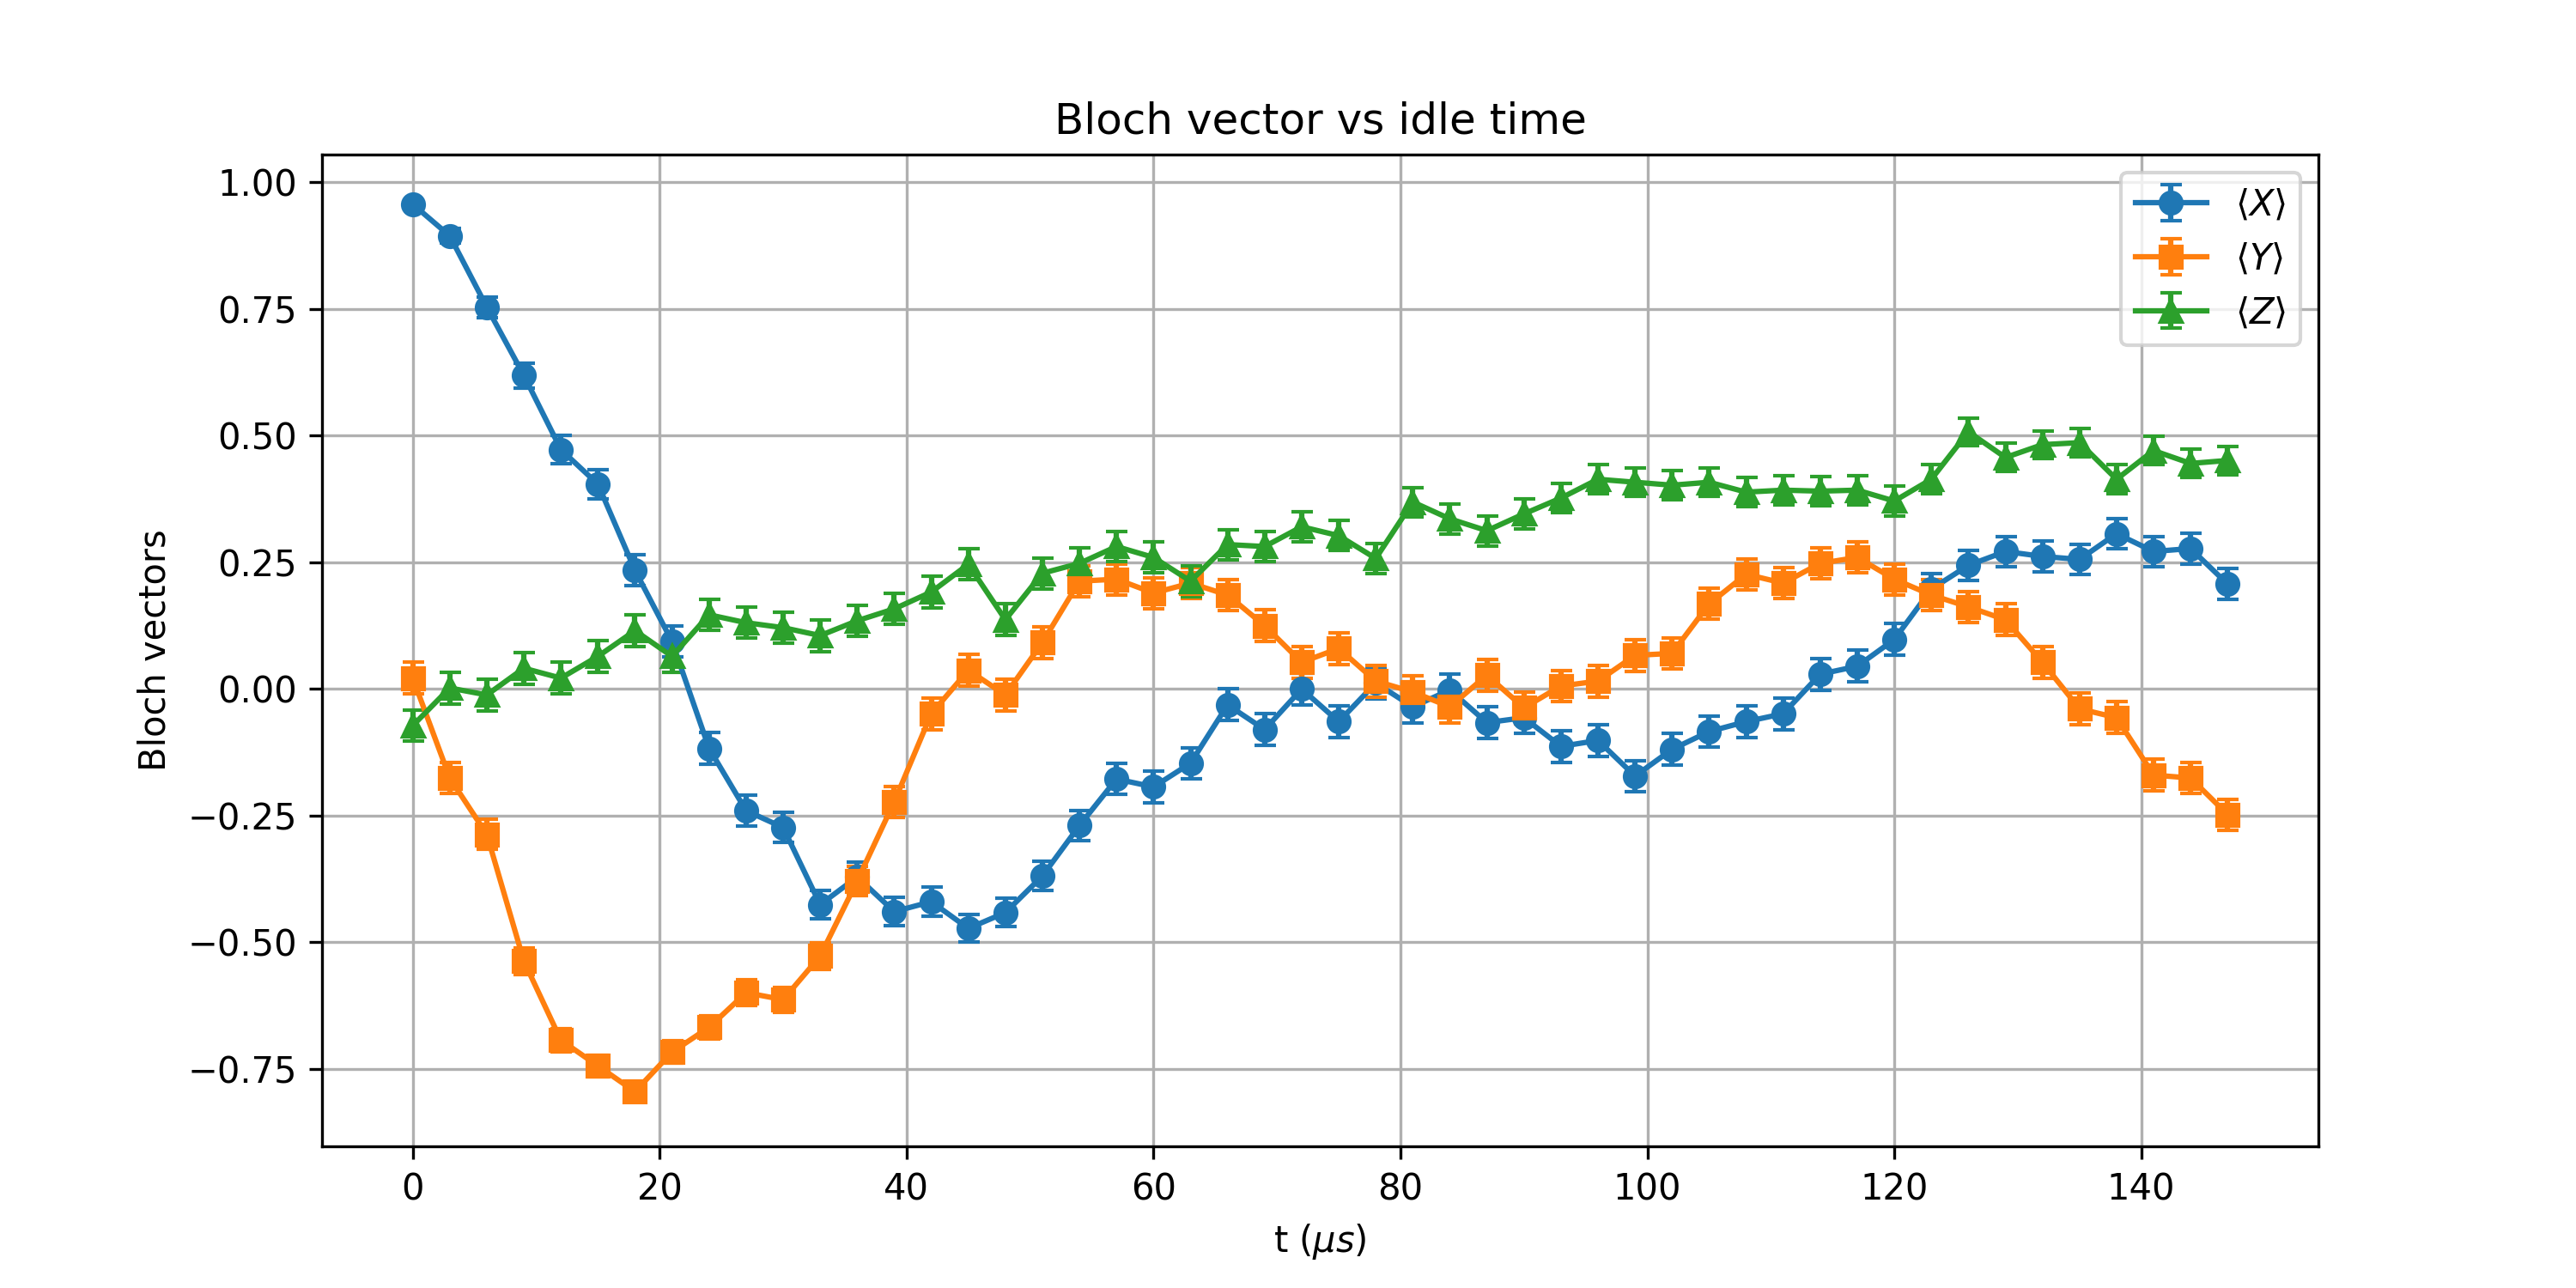 Bloch vector vs idle time
1.00
0.75
0.50
0.25
0.00
−0.25
−0.50
−0.75
Bloch vectors
⟨X⟩
⟨Y⟩
⟨Z⟩
0 20 40 60 80 100 120 140
t (μs)